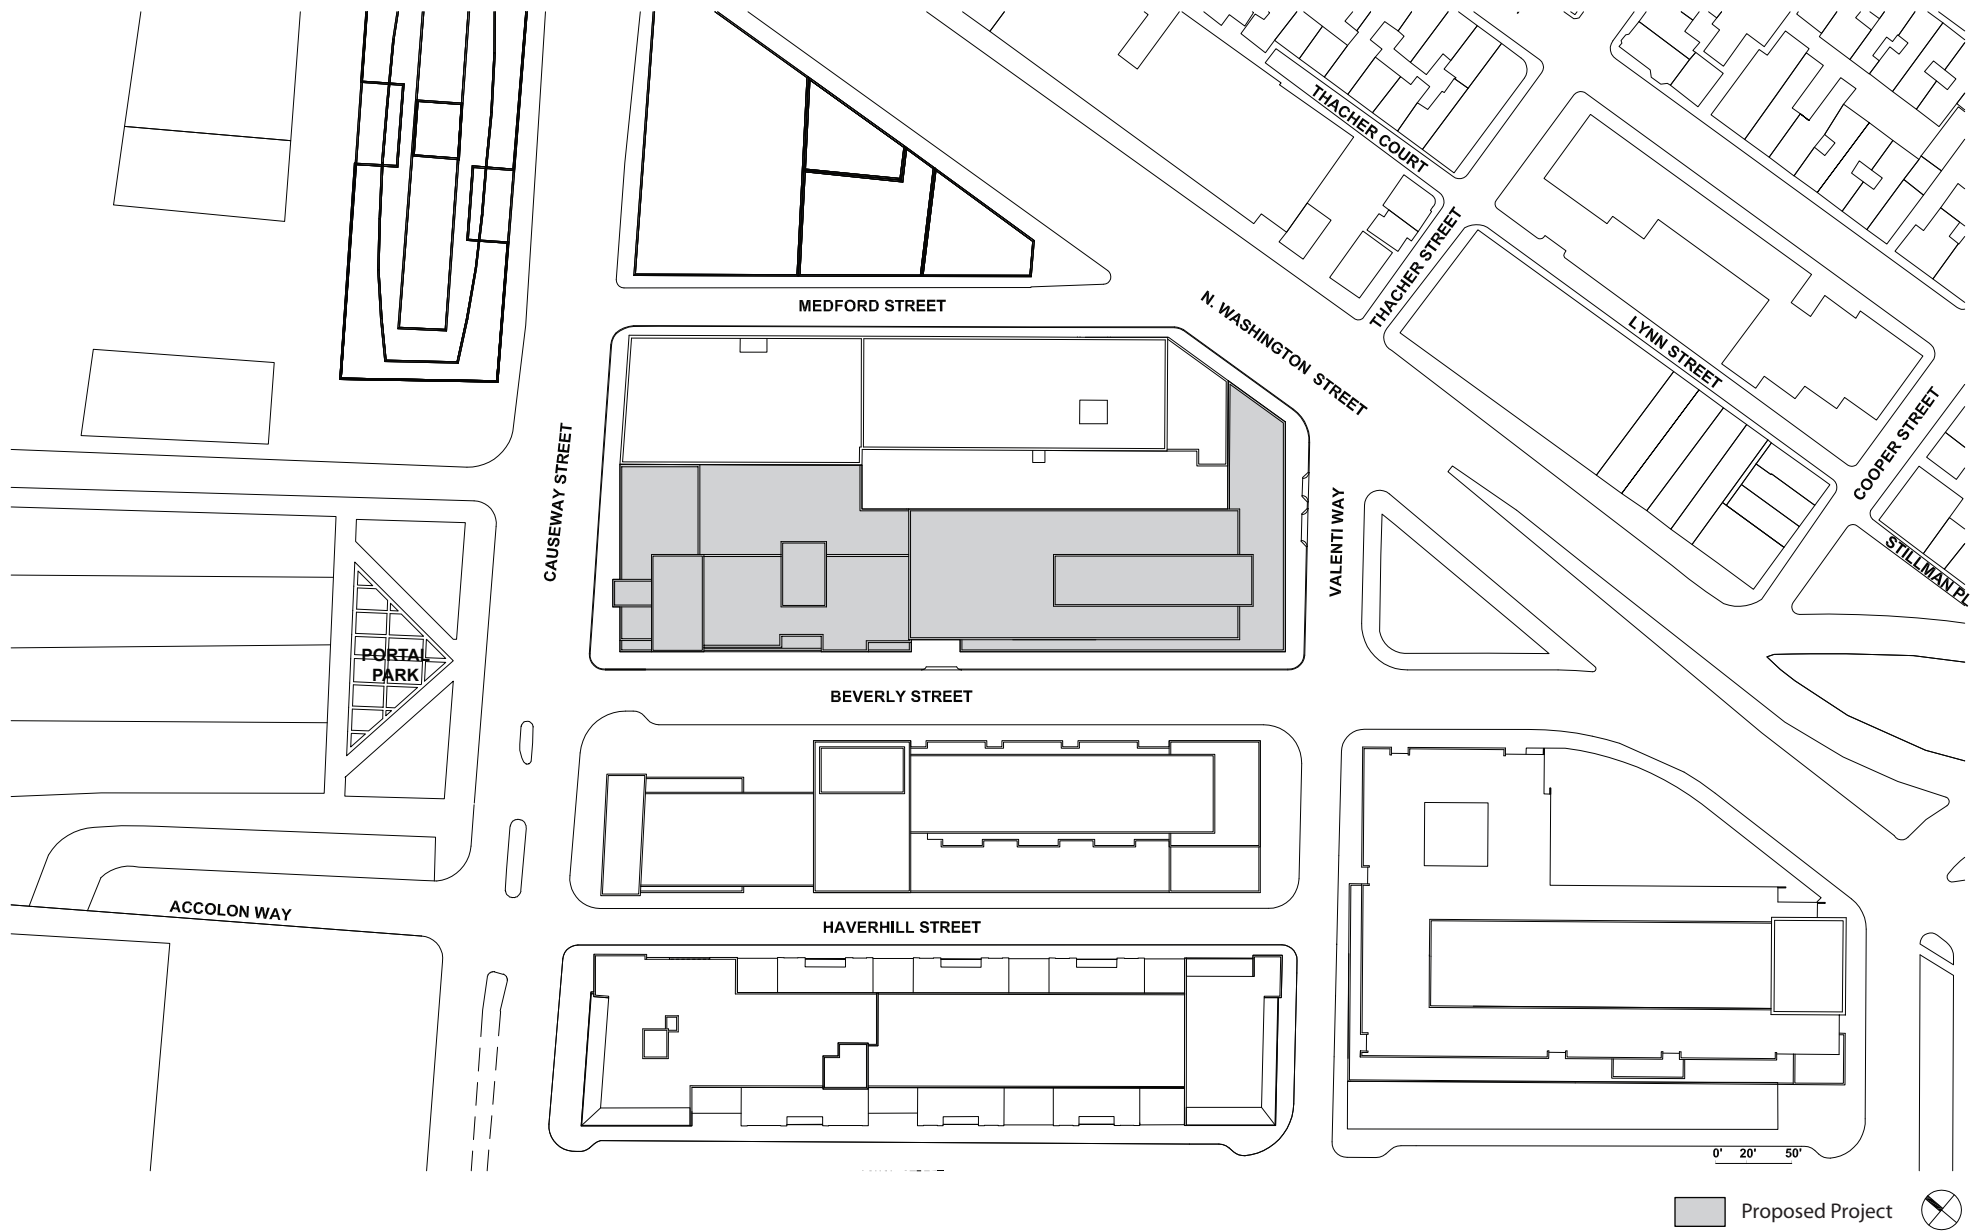 THACHER COURT
THACHER STREET
MEDFORD STREET
N. WASHINGTON STREET
LYNN STREET
COOPER STREET
CAUSEWAY STREET
VALENTI WAY
STILLMAN PL
PORTAL
PARK
BEVERLY STREET
ACCOLON WAY
HAVERHILL STREET
0' 20' 50'
Proposed Project